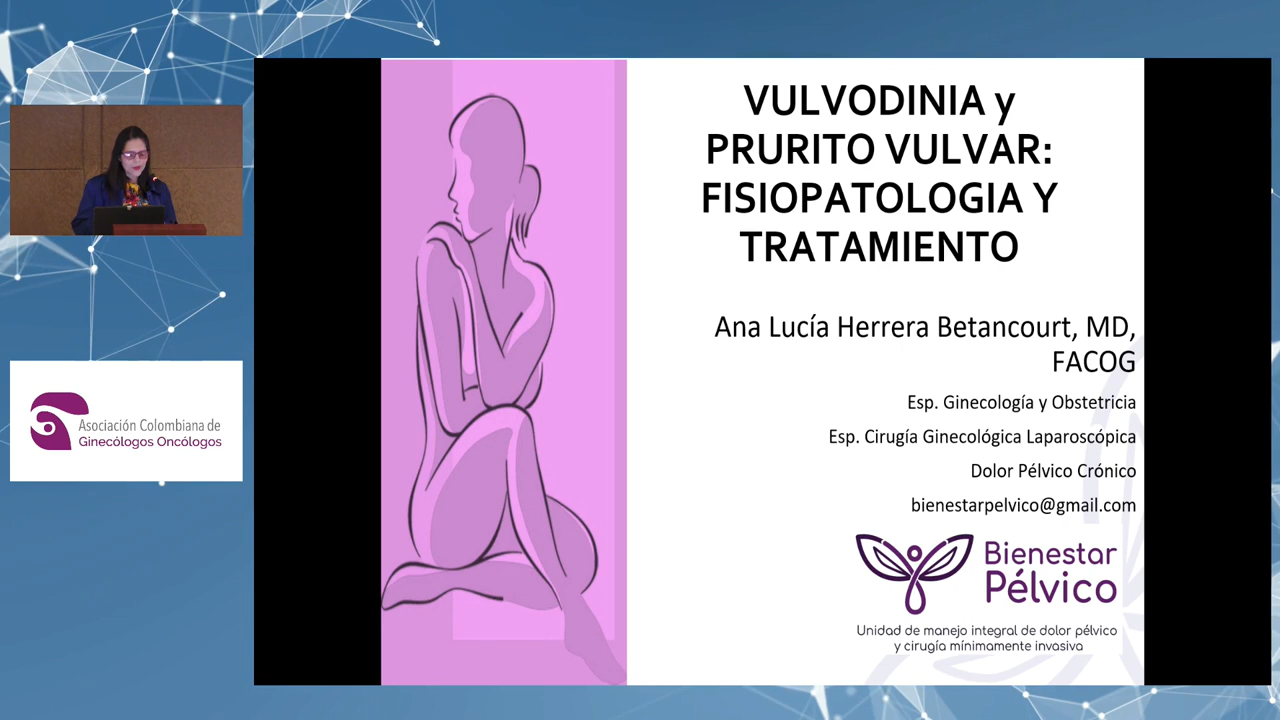 VULVODINIA y
PRURITO VULVAR:
FISIOPATOLOGIA Y
TRATAMIENTO
Ana Lucía Herrera Betancourt, MD,
FACOG
Esp. Ginecología y Obstetricia
Esp. Cirugía Ginecológica Laparoscópica
Dolor Pélvico Crónico
bienestarpelvico@gmail.com
Bienestar
Pélvico
Unidad de manejo integral de dolor pélvico
y cirugía mínimamente invasiva
Asociación Colombiana de
Ginecólogos Oncólogos